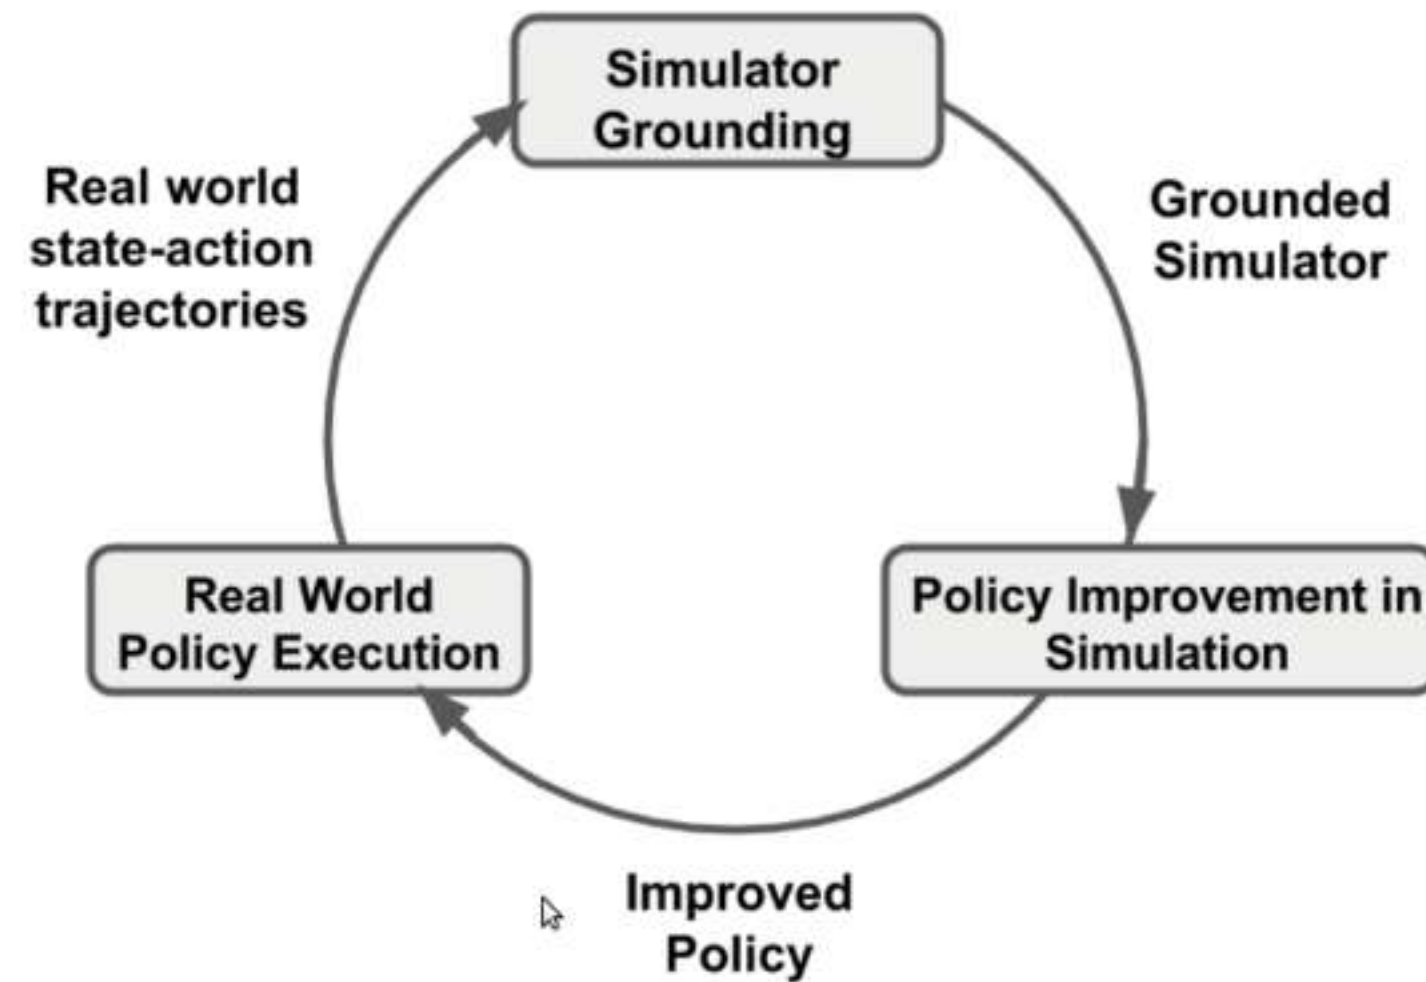 Simulator
Grounding
Real world
state-action
trajectories
Grounded
Simulator
Real World
Policy Execution
Policy Improvement in
Simulation
Improved
Policy